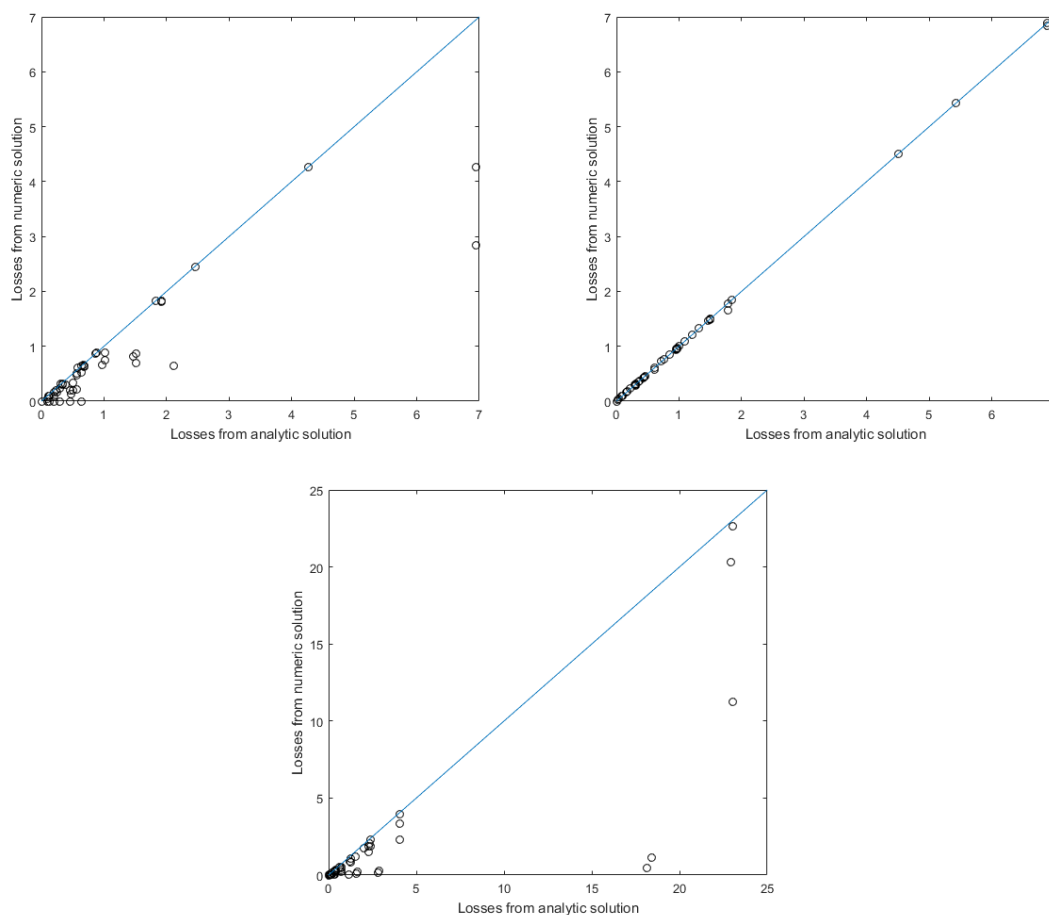 7
6
5
4
3
2
1
0
Losses from numeric solution
0 1 2 3 4 5 6 7
Losses from analytic solution
7
6
5
4
3
2
1
0
Losses from numeric solution
0 1 2 3 4 5 6
Losses from analytic solution
25
20
15
10
5
0
Losses from numeric solution
0 5 10 15 20 25
Losses from analytic solution